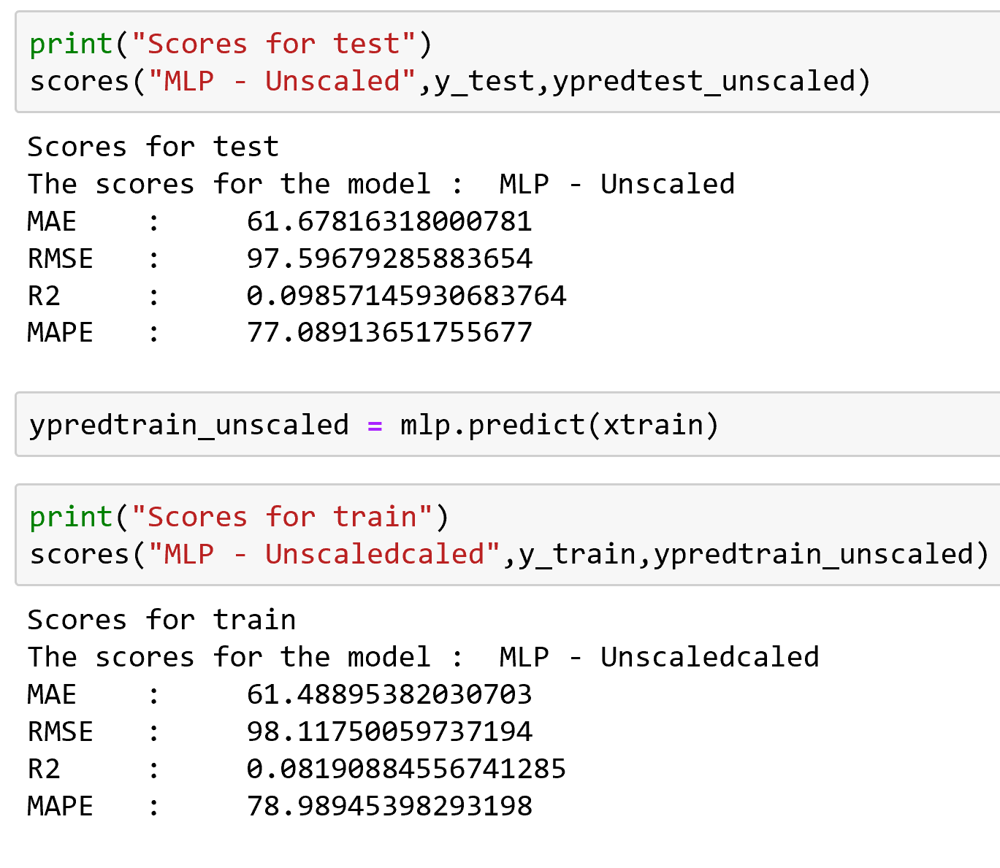 print("Scores for test")
scores("MLP - Unscaled",y_test,ypredtest_unscaled)
Scores for test
The scores for the model :  MLP - Unscaled
MAE    :     61.67816318000781
RMSE   :     97.59679285883654
R2     :     0.09857145930683764
MAPE   :     77.08913651755677
ypredtrain_unscaled = mlp.predict(xtrain)
print("Scores for train")
scores("MLP - Unscaledcaled",y_train,ypredtrain_unscaled)
Scores for train
The scores for the model :  MLP - Unscaledcaled
MAE    :     61.48895382030703
RMSE   :     98.11750059737194
R2     :     0.08190884556741285
MAPE   :     78.98945398293198